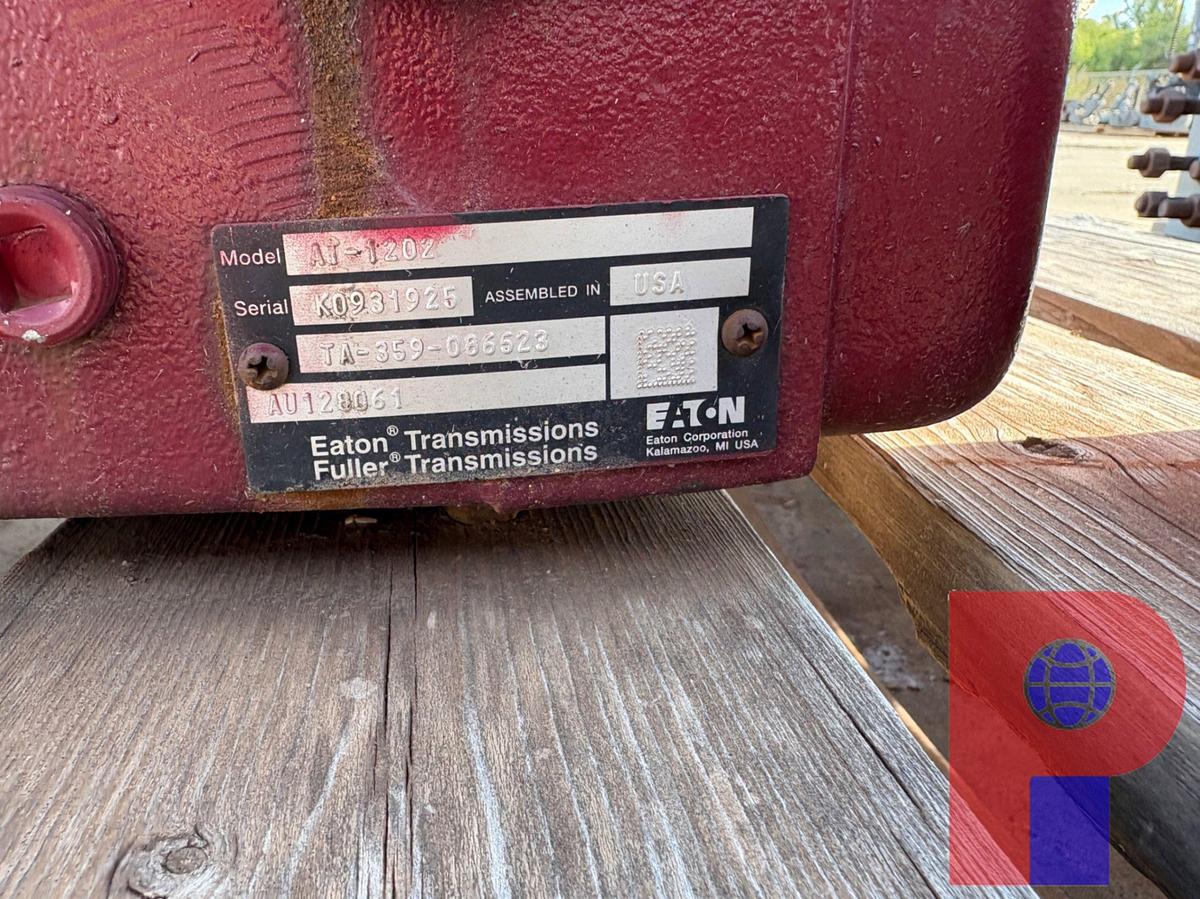 Model AT-1202
Serial K0931925 ASSEMBLED IN USA
TA-359-086623
AU128061
Eaton® Transmissions
Fuller® Transmissions
EATON
Eaton Corporation
Kalamazoo, MI USA